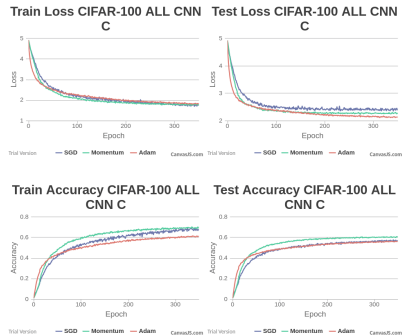 Train Loss CIFAR-100 ALL CNN
C
5
4
3
2
1
Loss
0
100
200
300
Epoch
Trial Version
SGD
Momentum
Adam
CanvasJS.com
Test Loss CIFAR-100 ALL CNN
C
5
4
3
2
Loss
0
100
200
300
Epoch
Trial Version
SGD
Momentum
Adam
CanvasJS.com
Train Accuracy CIFAR-100 ALL
CNN C
0.8
0.6
0.4
0.2
0
Accuracy
0
100
200
300
Epoch
Trial Version
SGD
Momentum
Adam
CanvasJS.com
Test Accuracy CIFAR-100 ALL
CNN C
0.8
0.6
0.4
0.2
0
Accuracy
0
100
200
300
Epoch
Trial Version
SGD
Momentum
Adam
CanvasJS.com